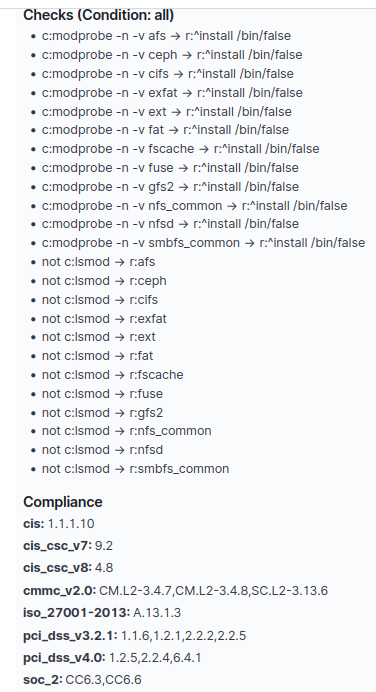 Checks (Condition: all)
• c:modprobe -n -v afs → r:^install /bin/false
• c:modprobe -n -v ceph → r:^install /bin/false
• c:modprobe -n -v cifs → r:^install /bin/false
• c:modprobe -n -v exfat → r:^install /bin/false
• c:modprobe -n -v ext → r:^install /bin/false
• c:modprobe -n -v fat → r:^install /bin/false
• c:modprobe -n -v fscache → r:^install /bin/false
• c:modprobe -n -v fuse → r:^install /bin/false
• c:modprobe -n -v gfs2 → r:^install /bin/false
• c:modprobe -n -v nfs_common → r:^install /bin/false
• c:modprobe -n -v nfsd → r:^install /bin/false
• c:modprobe -n -v smbfs_common → r:^install /bin/false
• not c:lsmod → r:afs
• not c:lsmod → r:ceph
• not c:lsmod → r:cifs
• not c:lsmod → r:exfat
• not c:lsmod → r:ext
• not c:lsmod → r:fat
• not c:lsmod → r:fscache
• not c:lsmod → r:fuse
• not c:lsmod → r:gfs2
• not c:lsmod → r:nfs_common
• not c:lsmod → r:nfsd
• not c:lsmod → r:smbfs_common
Compliance
cis: 1.1.1.10
cis_csc_v7: 9.2
cis_csc_v8: 4.8
cmmc_v2.0: CM.L2-3.4.7,CM.L2-3.4.8,SC.L2-3.13.6
iso_27001-2013: A.13.1.3
pci_dss_v3.2.1: 1.1.6,1.2.1,2.2.2,2.2.5
pci_dss_v4.0: 1.2.5,2.2.4,6.4.1
soc_2: CC6.3,CC6.6